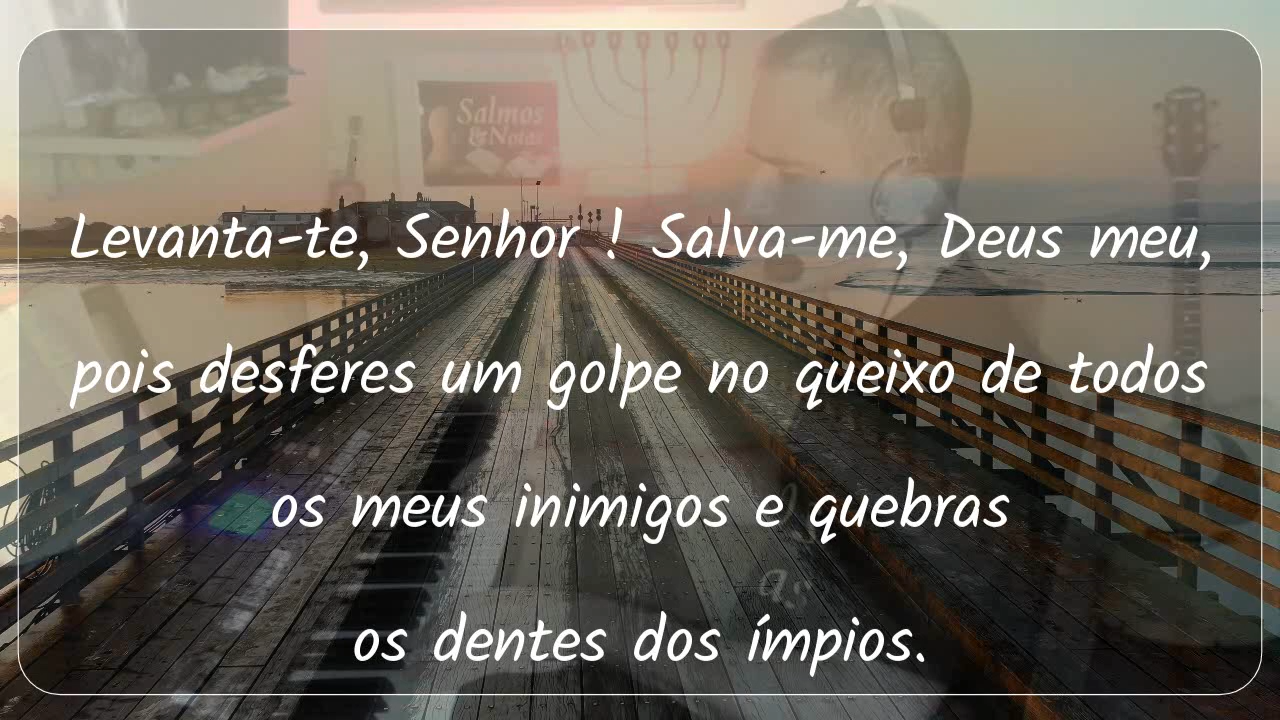 Salmos
& Notas
Levanta-te, Senhor ! Salva-me, Deus meu,
pois desferes um golpe no queixo de todos
os meus inimigos e quebras
as
os dentes dos ímpios.